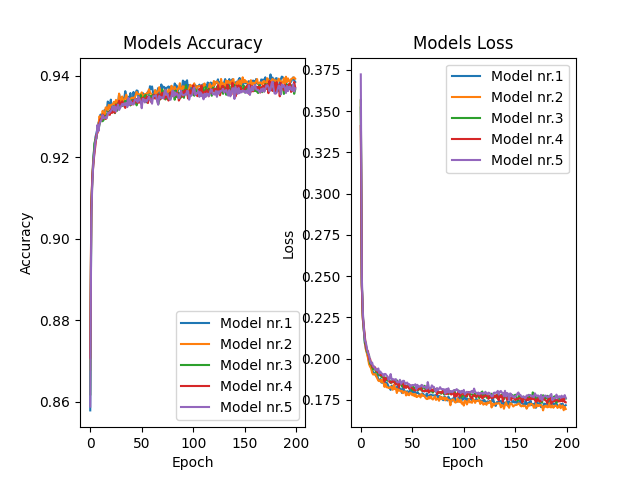 Models Accuracy
0.94
0.92
0.90
0.88
0.86
Accuracy
0
50
100
150
200
Epoch
Model nr.1
Model nr.2
Model nr.3
Model nr.4
Model nr.5
Models Loss
0.375
0.350
0.325
0.300
0.275
0.250
0.225
0.200
0.175
Loss
0
50
100
150
200
Epoch
Model nr.1
Model nr.2
Model nr.3
Model nr.4
Model nr.5